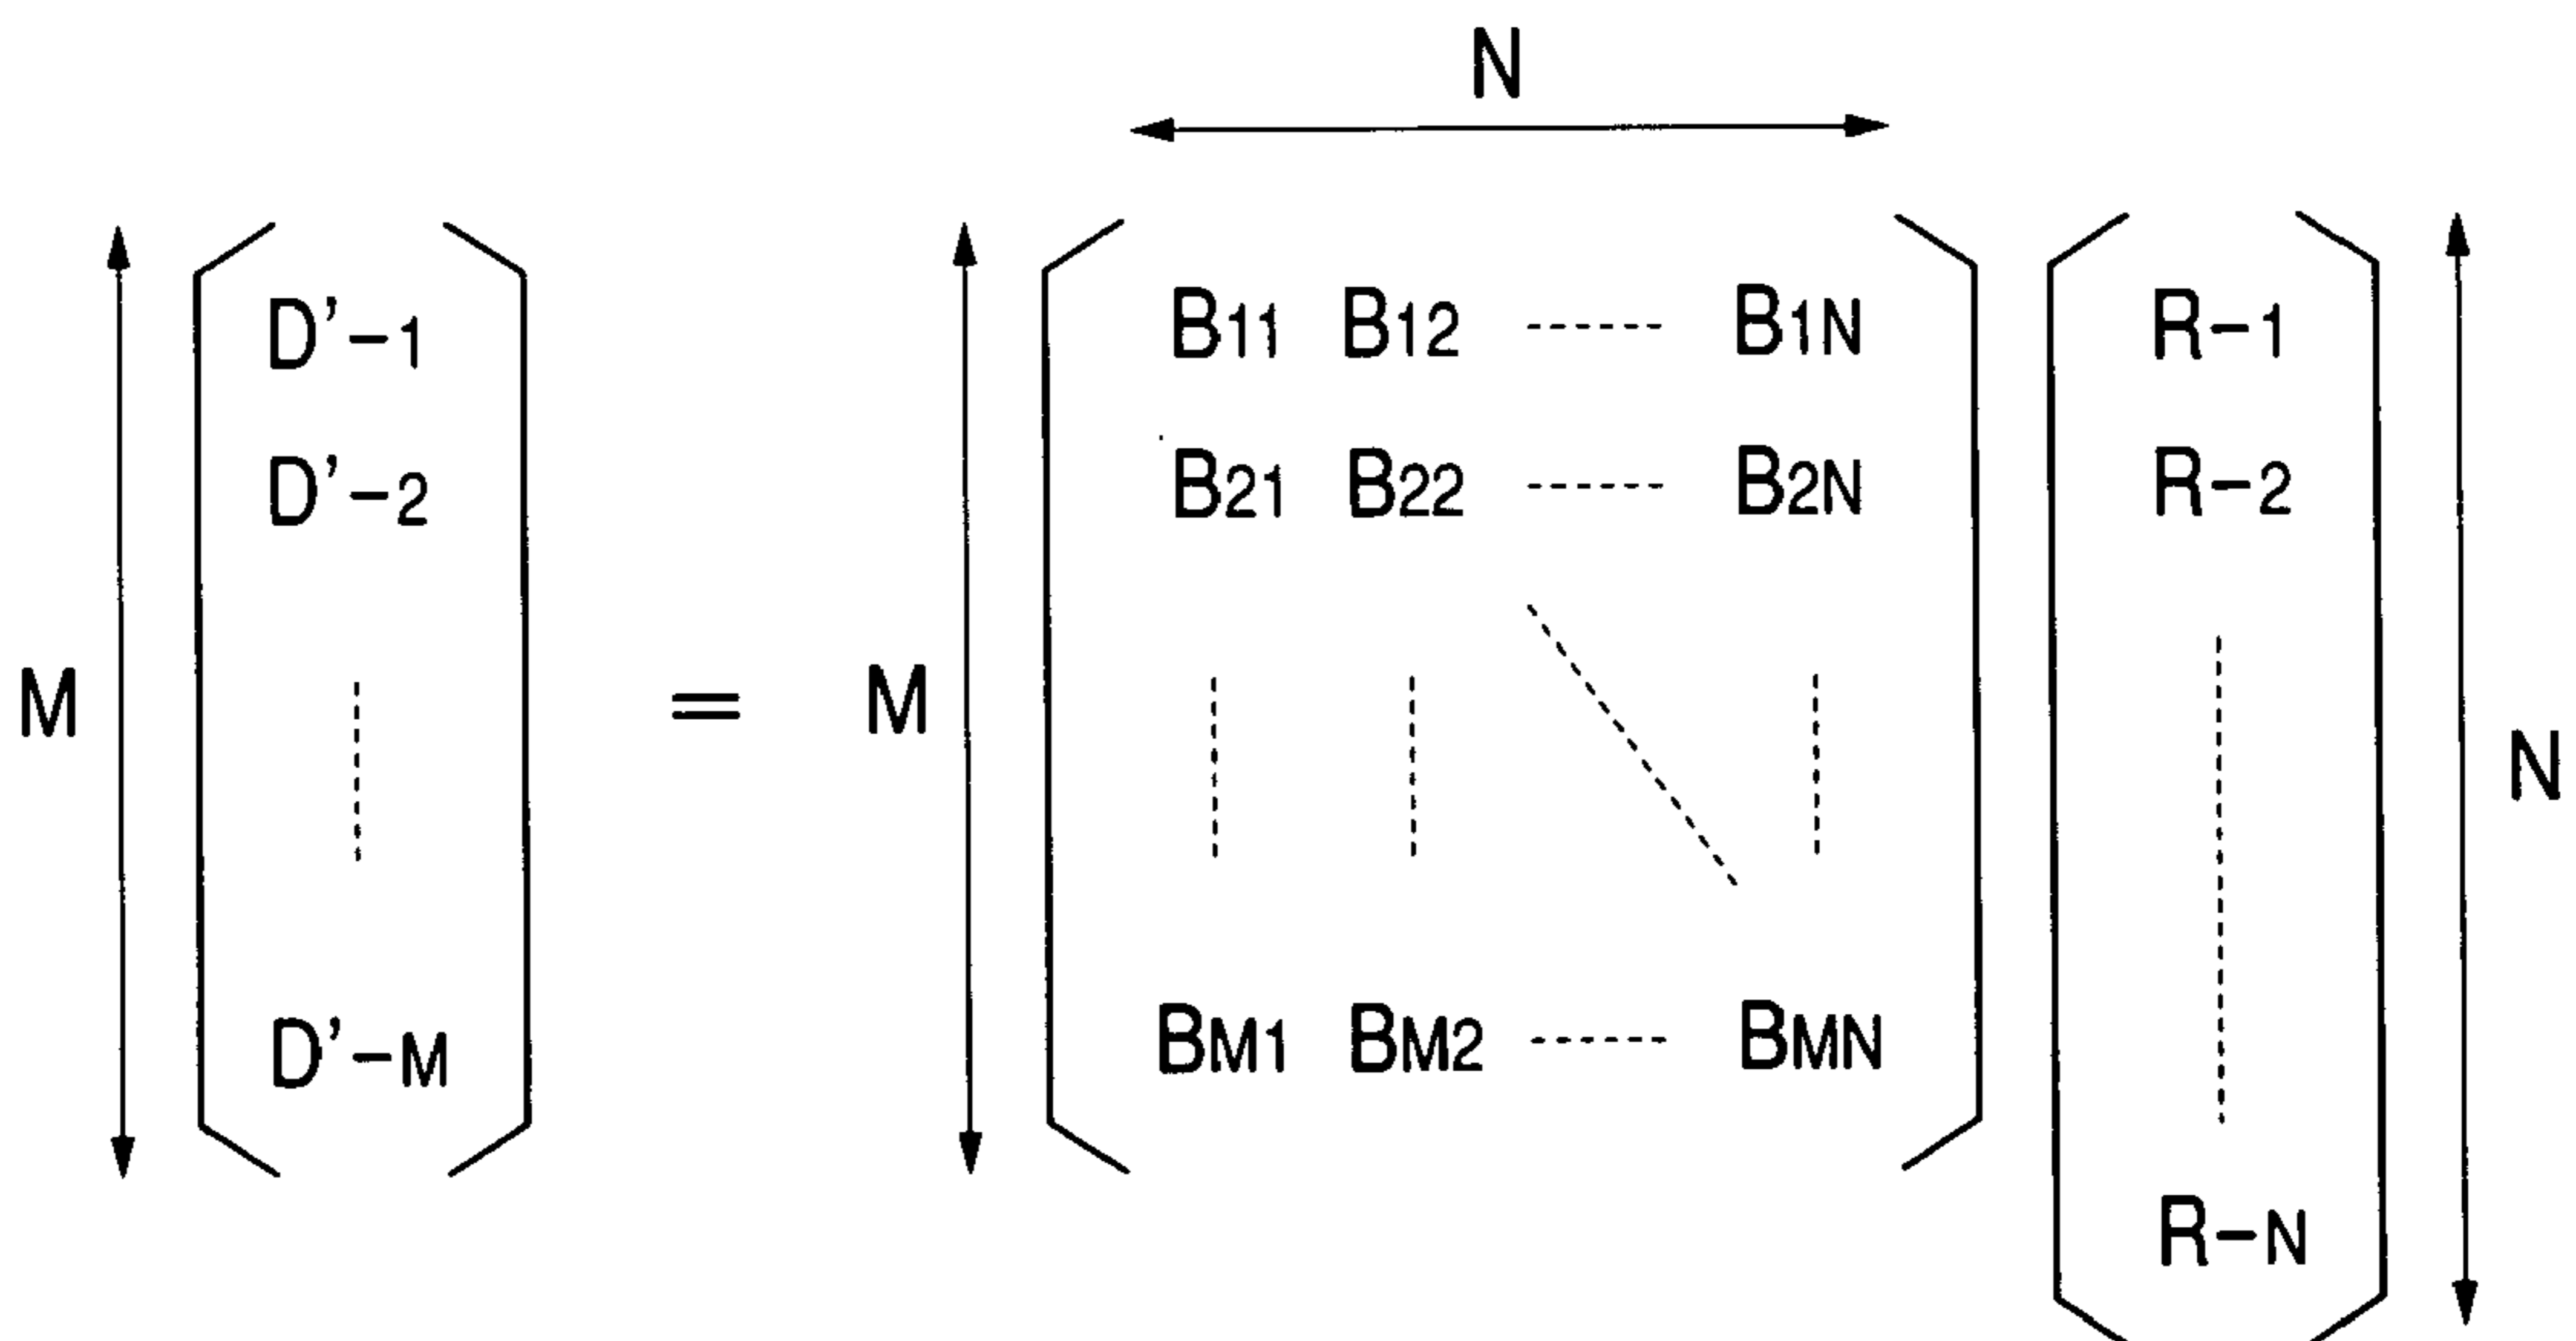 N
D'-1 B11 B12 ------ B1N R-1
D'-2 B21 B22 ------ B2N R-2
M = M N
D'-M BM1 BM2 ------ BMN
R-N